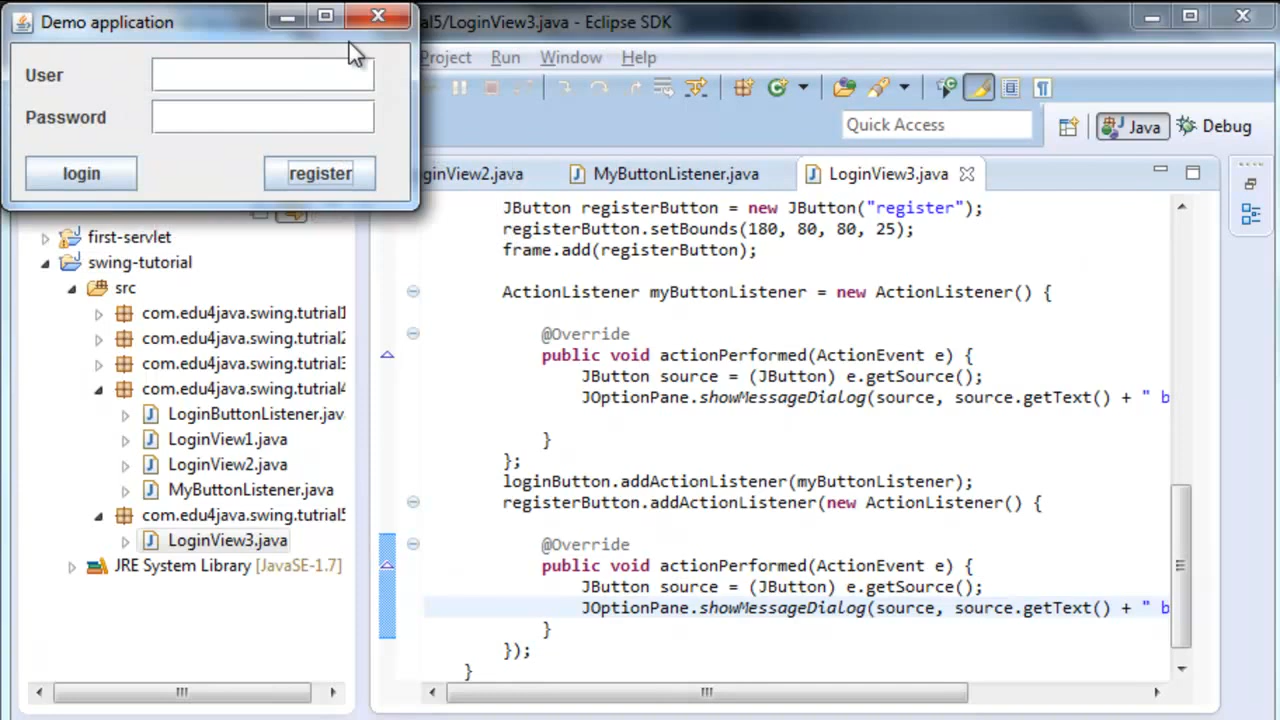 Demo application
User
Password
login
register
tutorial5/LoginView3.java - Eclipse SDK
Project Run Window Help
Quick Access
Java
Debug
LoginView2.java
MyButtonListener.java
LoginView3.java
first-servlet
swing-tutorial
src
com.edu4java.swing.tutrial1
com.edu4java.swing.tutrial2
com.edu4java.swing.tutrial3
com.edu4java.swing.tutrial4
LoginButtonListener.java
LoginView1.java
LoginView2.java
MyButtonListener.java
com.edu4java.swing.tutrial5
LoginView3.java
JRE System Library [JavaSE-1.7]
JButton registerButton = new JButton("register");
registerButton.setBounds(180, 80, 80, 25);
frame.add(registerButton);
ActionListener myButtonListener = new ActionListener() {
@Override
public void actionPerformed(ActionEvent e) {
JButton source = (JButton) e.getSource();
JOptionPane.showMessageDialog(source, source.getText() + " b
}
};
loginButton.addActionListener(myButtonListener);
registerButton.addActionListener(new ActionListener() {
@Override
public void actionPerformed(ActionEvent e) {
JButton source = (JButton) e.getSource();
JOptionPane.showMessageDialog(source, source.getText() + " b
}
});
}